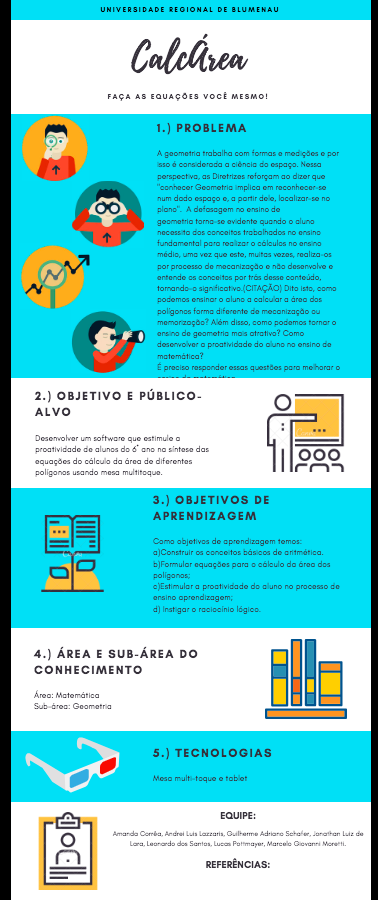 UNIVERSIDADE REGIONAL DE BLUMENAU
CalcÁrea
FAÇA AS EQUAÇÕES VOCÊ MESMO!
1.) PROBLEMA
A geometria trabalha com formas e medições e por
isso é considerada a ciência do espaço. Nessa
perspectiva, as Diretrizes reforçam ao dizer que
"conhecer Geometria implica em reconhecer-se
num dado espaço e, a partir dele, localizar-se no
plano". A defasagem no ensino de
geometria torna-se evidente quando o aluno
necessita dos conceitos trabalhados no ensino
fundamental para realizar o cálculos no ensino
médio, uma vez que este, muitas vezes, realiza-os
por processo de mecanização e não desenvolve e
entende os conceitos por trás desse conteúdo,
tornando-o significativo.(CITAÇÃO) Dito isto, como
podemos ensinar o aluno a calcular a área dos
polígonos forma diferente de meconização ou
memorização? Além disso, como podemos tornar o
ensino de geometria mais atrativo? Como
desenvolver a proatividade do aluno no ensino de
matemática?
É preciso responder essas questões para melhorar o
ensino de matemática.
2.) OBJETIVO E PÚBLICO-
ALVO
Desenvolver um software que estimule a
proatividade de alunos do 6° ano na síntese das
equações do cálculo da área de diferentes
polígonos usando mesa multitoque.
3.) OBJETIVOS DE
APRENDIZAGEM
Como objetivos de aprendizagem temos:
a)Construir os conceitos básicos de aritmética.
b)Formular equações para o cálculo da área dos
polígonos;
c)Estimular a proatividade do aluno no processo de
ensino aprendizagem;
d) Instigar o raciocínio lógico.
4.) ÁREA E SUB-ÁREA DO
CONHECIMENTO
Área: Matemática
Sub-área: Geometria
5.) TECNOLOGIAS
Mesa multi-toque e tablet
EQUIPE:
Amanda Corrêa, Andrei Luis Lazzaris, Guilherme Adriano Schafer, Jonathan Luiz de
Lara, Leonardo dos Santos, Lucas Pottmayer, Marcelo Giovanni Moretti.
REFERÊNCIAS: